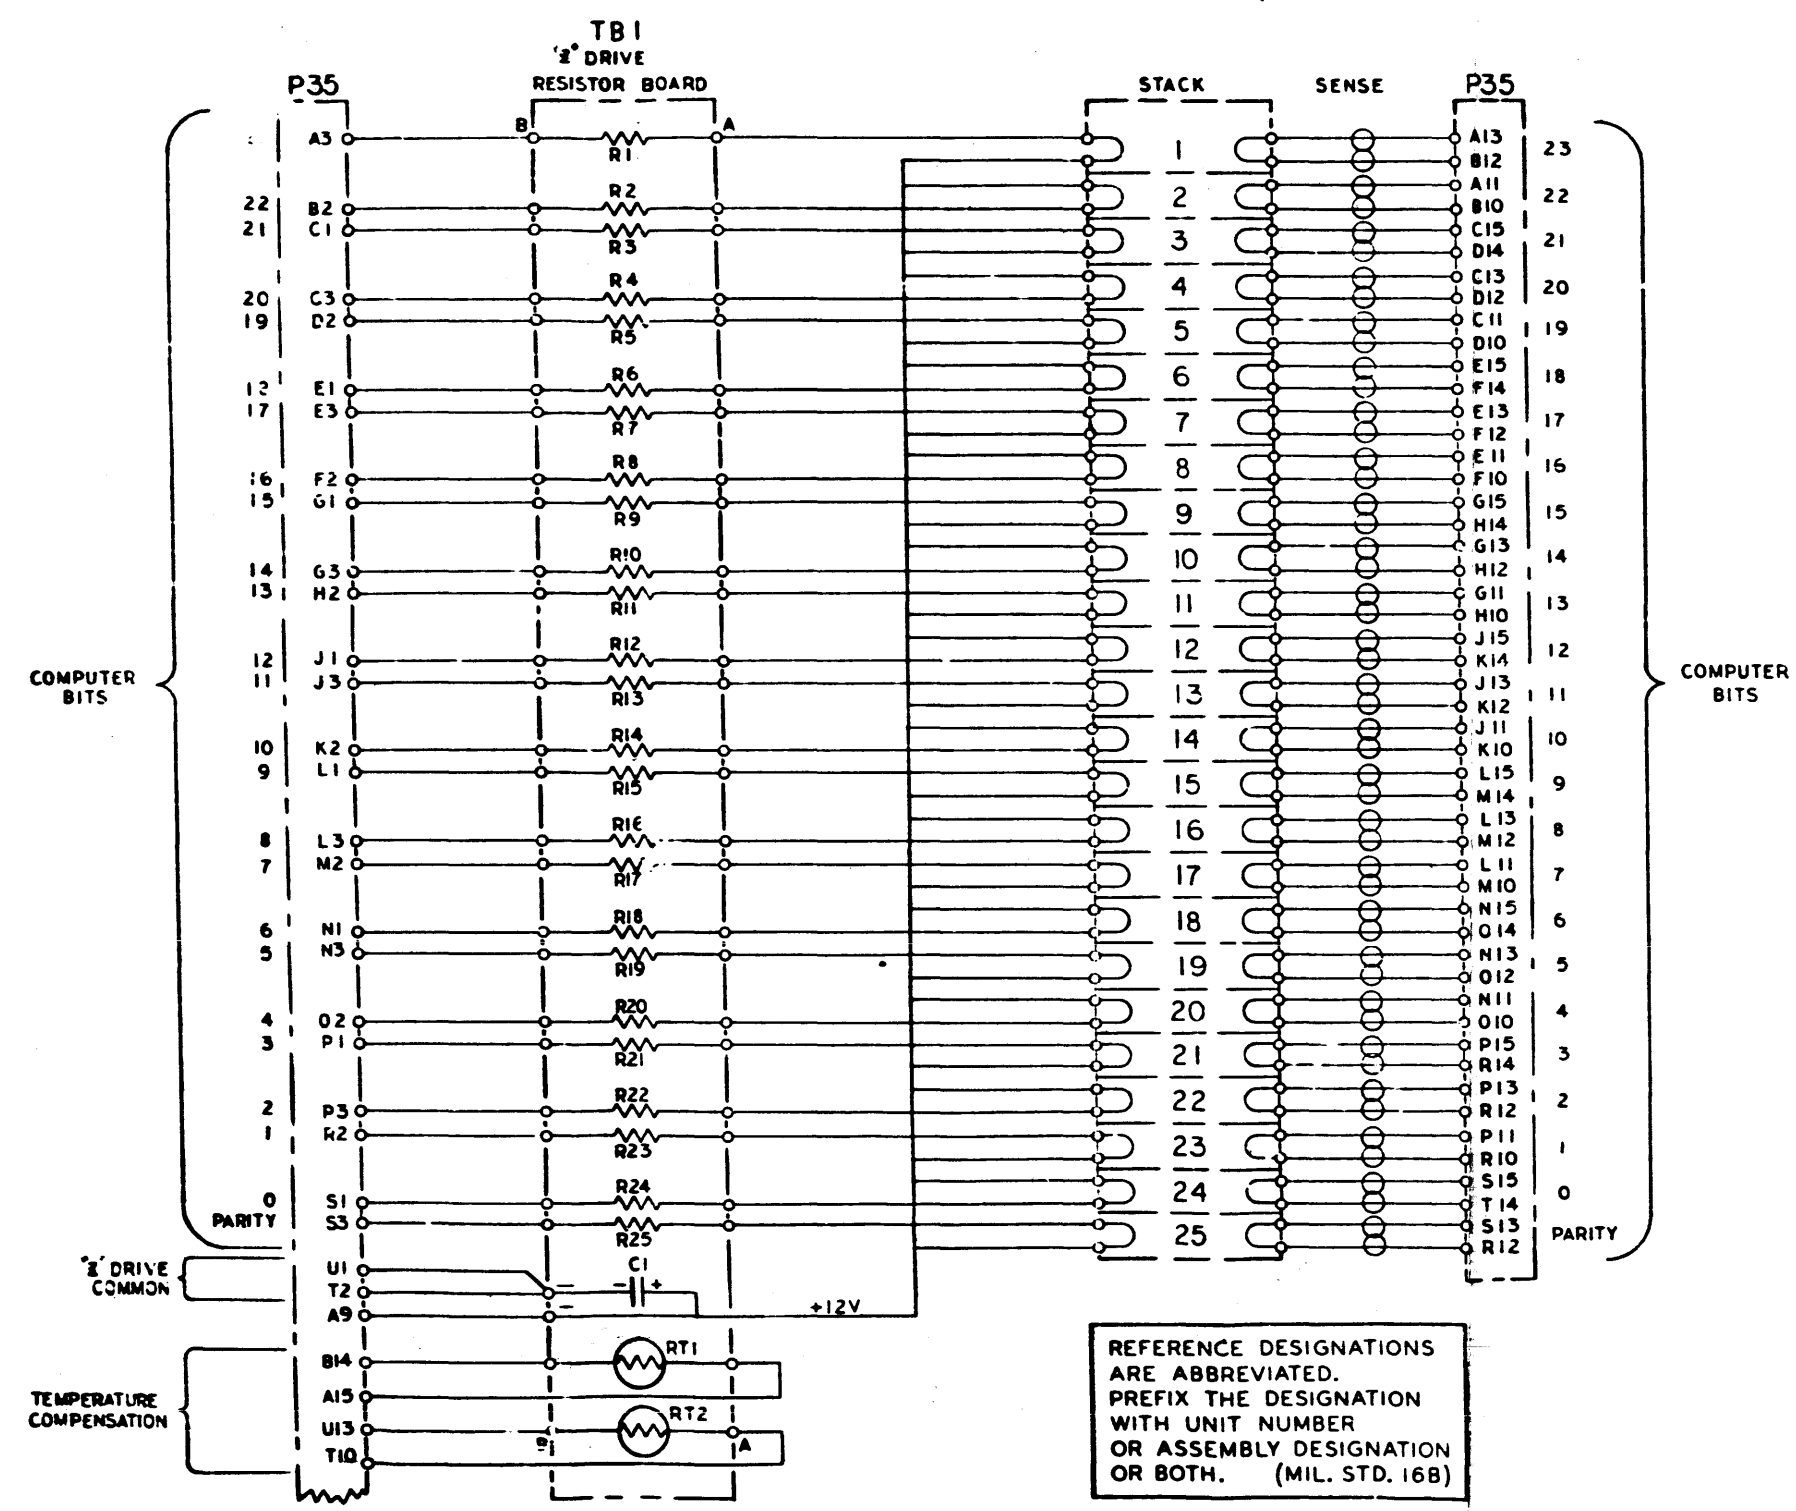 TB1
"Z" DRIVE
RESISTOR BOARD
P35
STACK
SENSE
P35
B
A
A3
R1
1
A13
B12
23
22
B2
R2
2
A11
B10
22
21
C1
R3
3
C15
D14
21
20
C3
R4
4
C13
D12
20
19
D2
R5
5
C11
D10
19
E1
R6
6
E15
F14
18
17
E3
R7
7
E13
F12
17
16
F2
R8
8
E11
F10
16
15
G1
R9
9
G15
H14
15
14
G3
R10
10
G13
H12
14
13
H2
R11
11
G11
H10
13
12
J1
R12
12
J15
K14
12
11
J3
R13
13
J13
K12
11
10
K2
R14
14
J11
K10
10
9
L1
R15
15
L15
M14
9
8
L3
R16
16
L13
M12
8
7
M2
R17
17
L11
M10
7
6
N1
R18
18
N15
O14
6
5
N3
R19
19
N13
O12
5
4
O2
R20
20
N11
O10
4
3
P1
R21
21
P15
R14
3
2
P3
R22
22
P13
R12
2
1
R2
R23
23
P11
R10
1
0
S1
R24
24
S15
T14
0
PARITY
S3
R25
25
S13
R12
PARITY
COMPUTER
BITS
COMPUTER
BITS
"Z" DRIVE
COMMON
U1
T2
A9
C1
- +
+12V
TEMPERATURE
COMPENSATION
B14
RT1
A15
U13
RT2
B
A
T10
REFERENCE DESIGNATIONS
ARE ABBREVIATED.
PREFIX THE DESIGNATION
WITH UNIT NUMBER
OR ASSEMBLY DESIGNATION
OR BOTH. (MIL. STD. 16B)